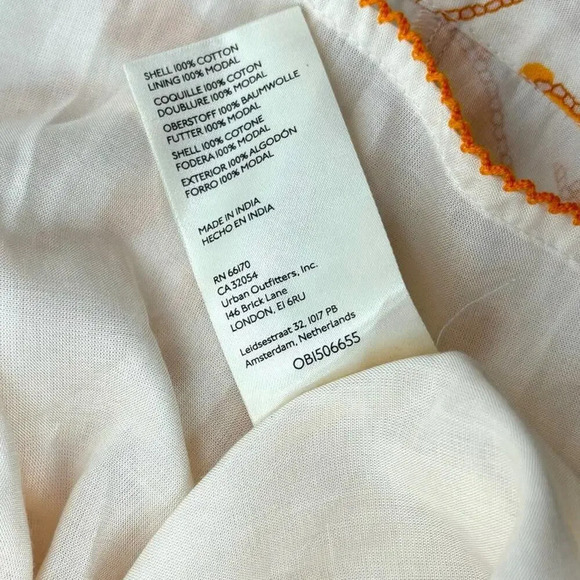 SHELL 100% COTTON
LINING 100% MODAL
COQUILLE 100% COTON
DOUBLURE 100% MODAL
OBERSTOFF 100% BAUMWOLLE
FUTTER 100% MODAL
SHELL 100% COTONE
FODERA 100% MODAL
EXTERIOR 100% ALGODÓN
FORRO 100% MODAL
MADE IN INDIA
HECHO EN INDIA
RN 66170
CA 32054
Urban Outfitters, Inc.
146 Brick Lane
LONDON, E1 6RU
Leidsestraat 32, 1017 PB
Amsterdam, Netherlands
OB1506655